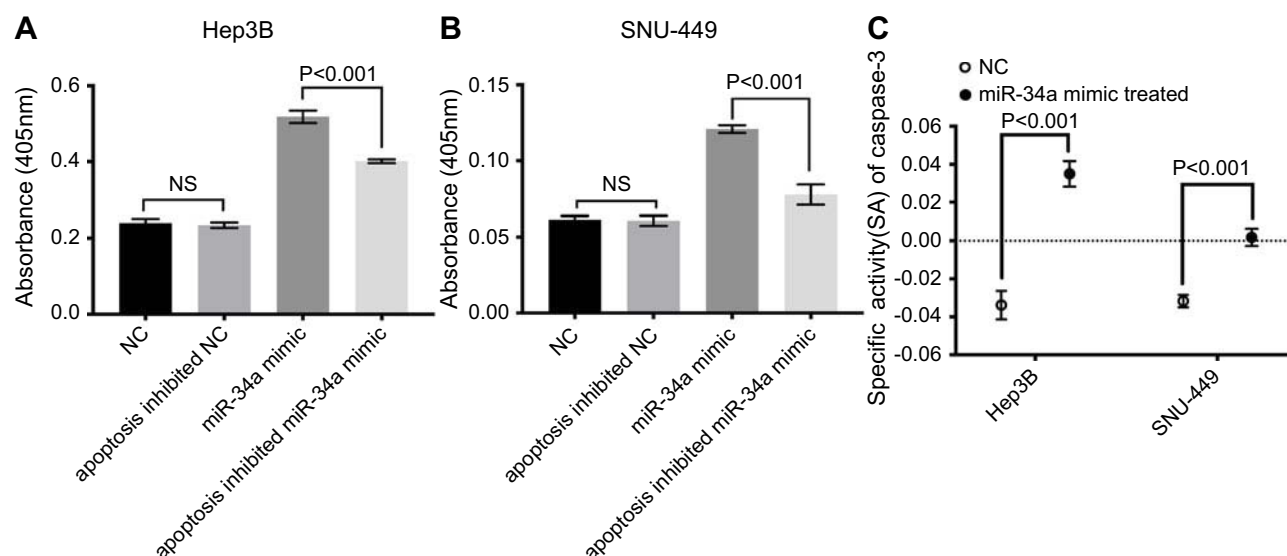 A
Hep3B
Absorbance (405nm)
0.6
0.4
0.2
0.0
NS
P<0.001
NC
apoptosis inhibited NC
miR-34a mimic
apoptosis inhibited miR-34a mimic
B
SNU-449
Absorbance (405nm)
0.15
0.10
0.05
0.00
NS
P<0.001
NC
apoptosis inhibited NC
miR-34a mimic
apoptosis inhibited miR-34a mimic
C
NC
miR-34a mimic treated
Specific activity(SA) of caspase-3
0.06
0.04
0.02
0.00
-0.02
-0.04
-0.06
P<0.001
P<0.001
Hep3B
SNU-449